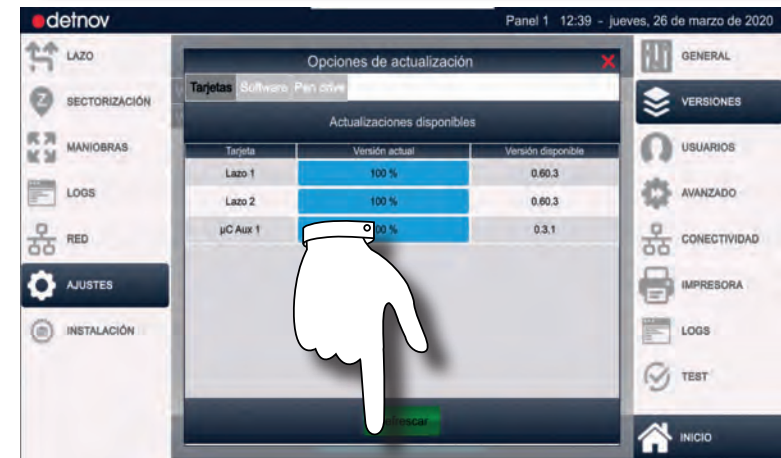 detnov
Panel 1 12:39 - jueves, 26 de marzo de 2020
LAZO
SECTORIZACIÓN
MANIOBRAS
LOGS
RED
AJUSTES
INSTALACIÓN
Opciones de actualización
Tarjetas Software Pen drive
Actualizaciones disponibles
Tarjeta Versión actual Versión disponible
Lazo 1 100 % 0.60.3
Lazo 2 100 % 0.60.3
µC Aux 1 00 % 0.3.1
frescar
GENERAL
VERSIONES
USUARIOS
AVANZADO
CONECTIVIDAD
IMPRESORA
LOGS
TEST
INICIO